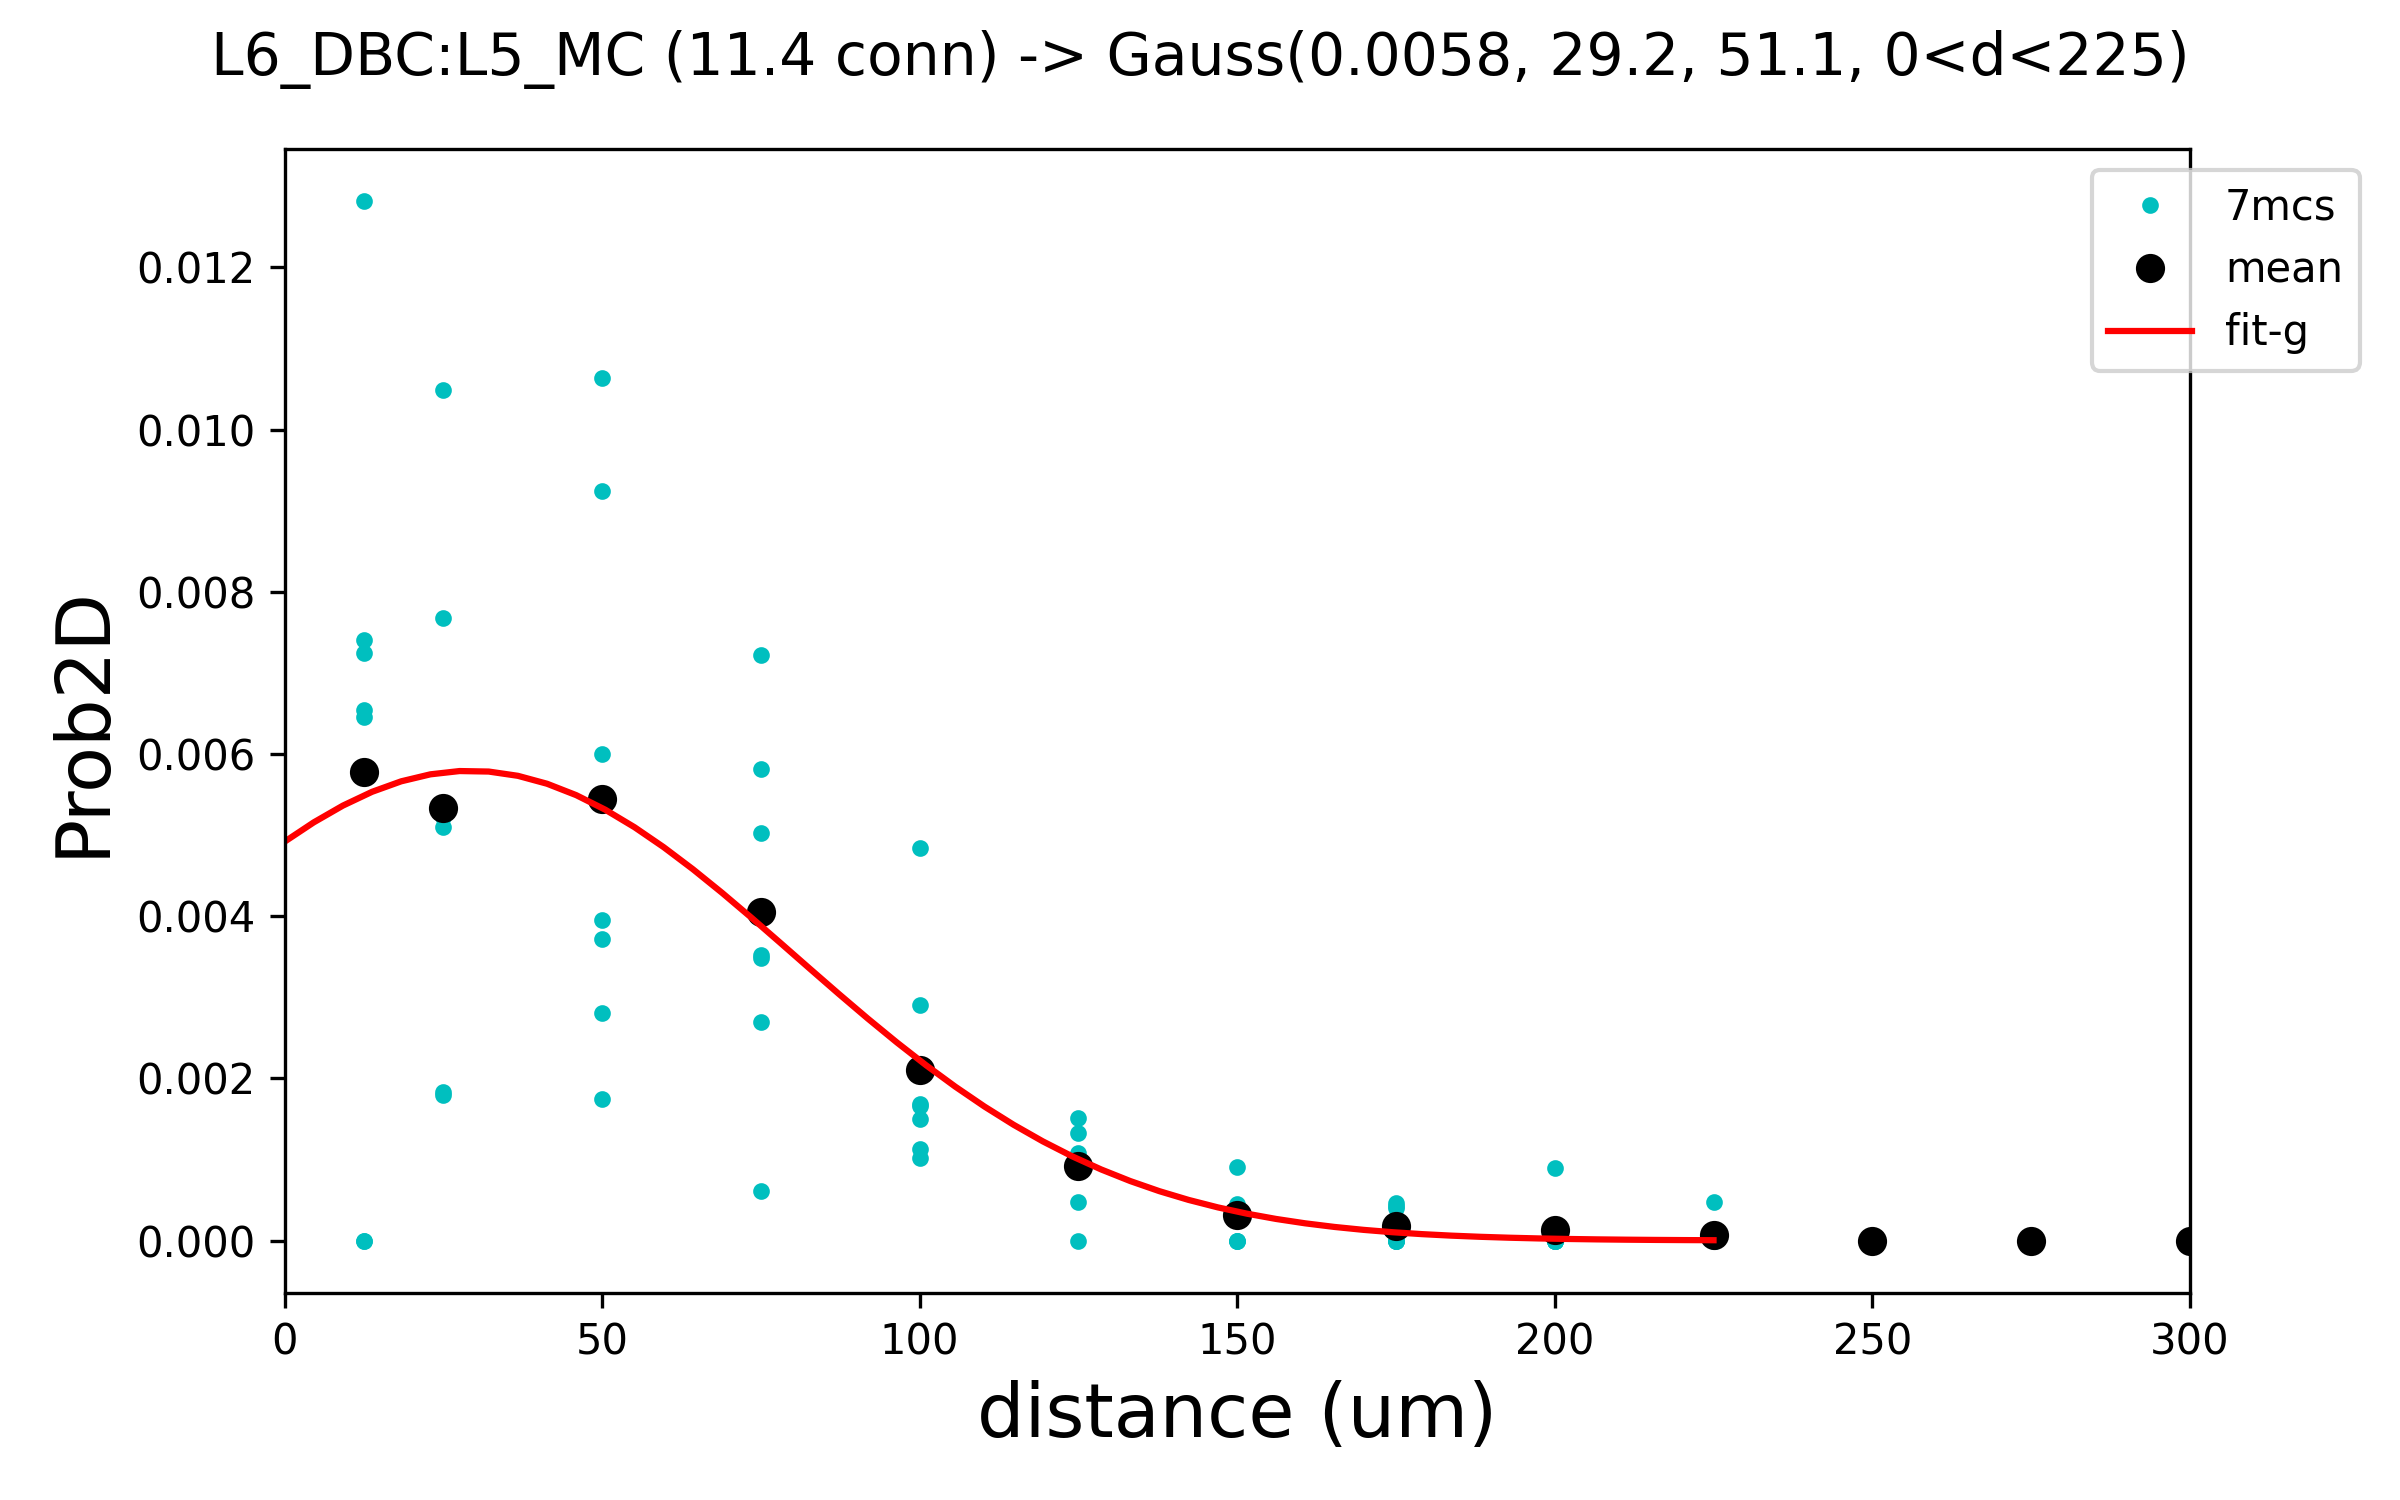 L6_DBC:L5_MC (11.4 conn) -> Gauss(0.0058, 29.2, 51.1, 0<d<225)
7mcs
mean
fit-g
0.012
0.010
0.008
0.006
0.004
0.002
0.000
Prob2D
0 50 100 150 200 250 300
distance (um)